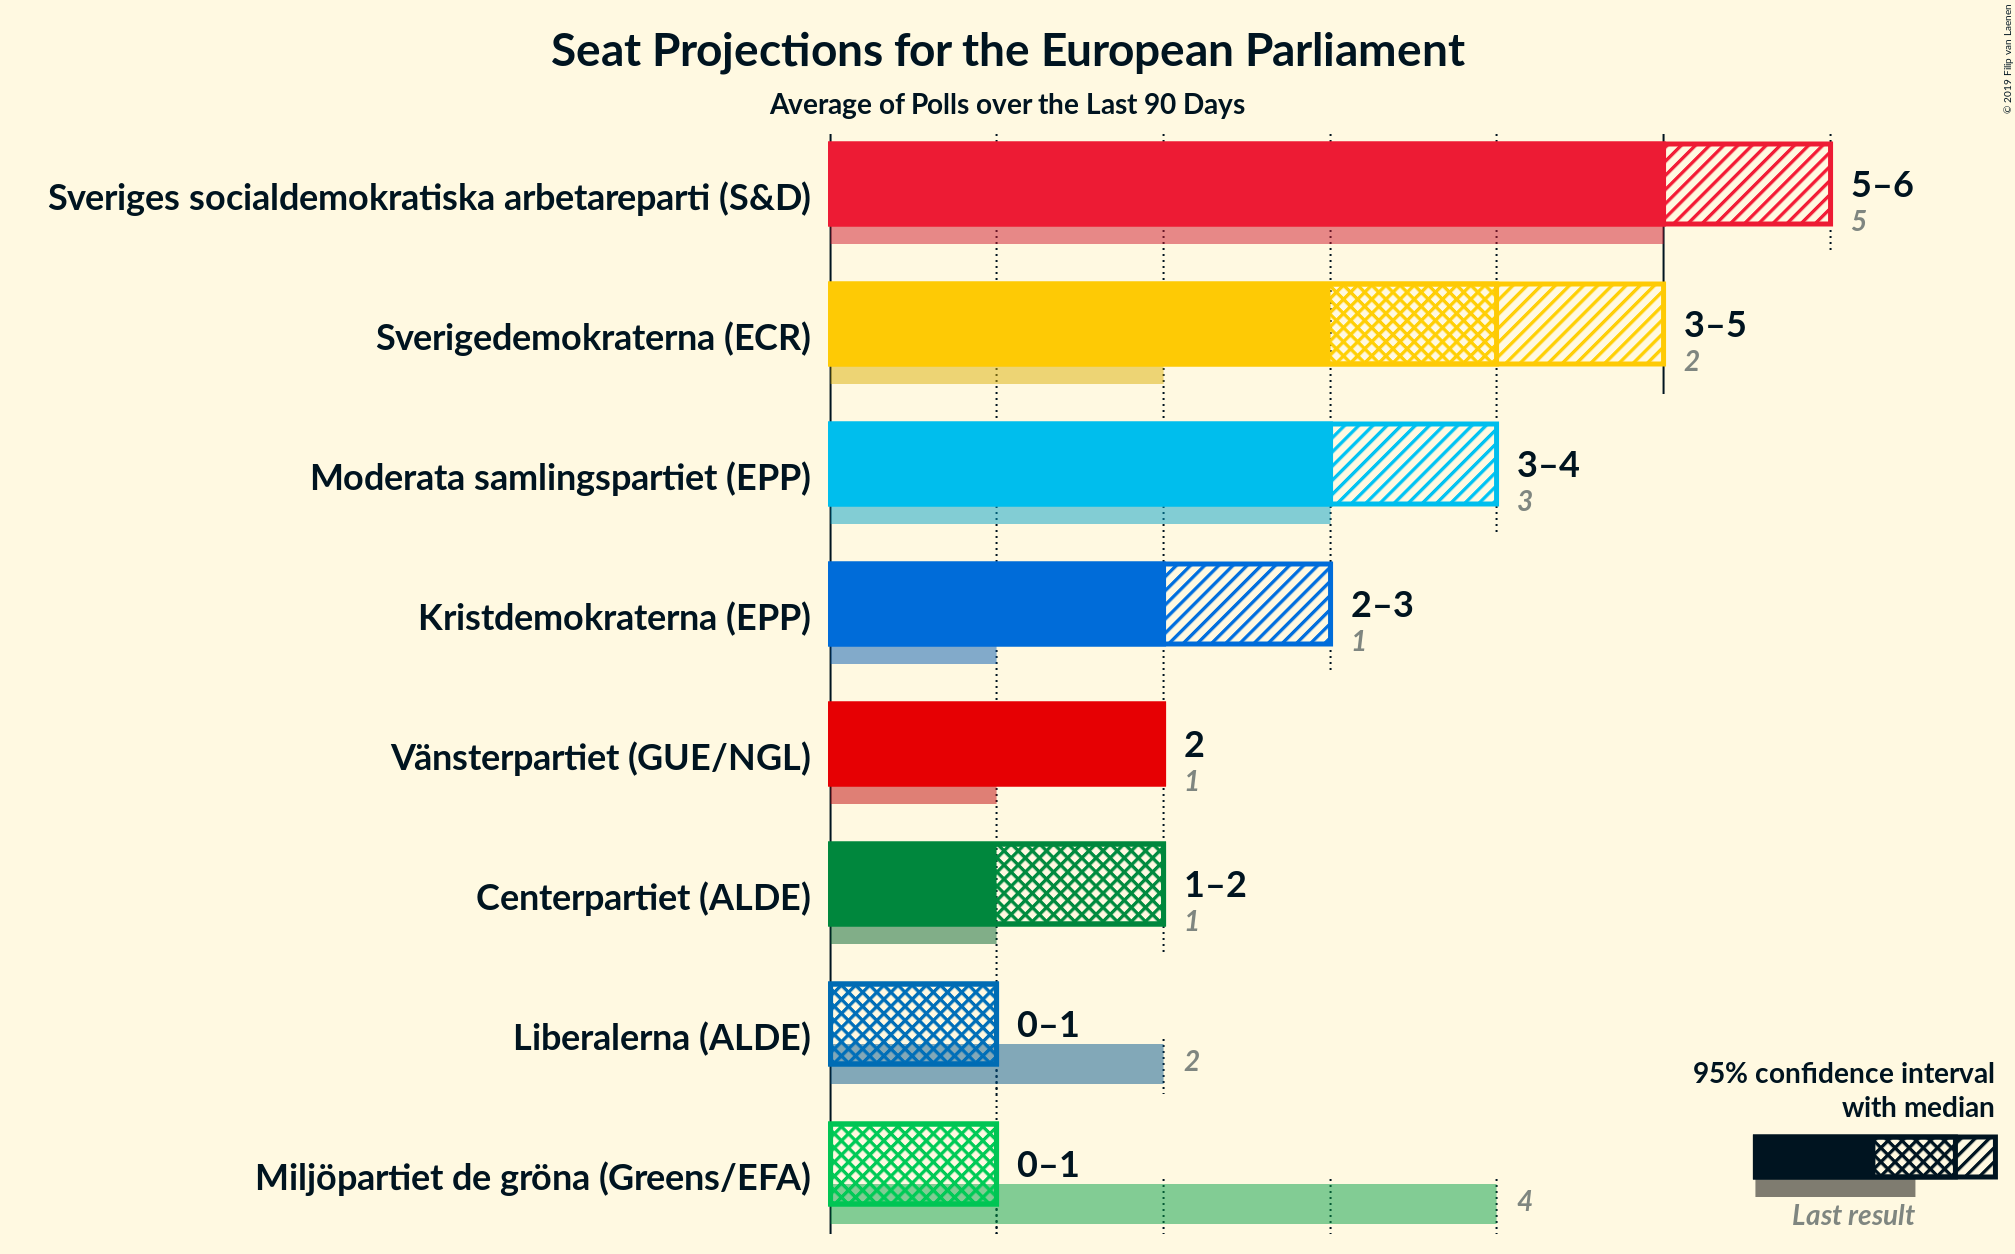 © 2019 Filip van Laenen
Seat Projections for the European Parliament
Average of Polls over the Last 90 Days
Sveriges socialdemokratiska arbetareparti (S&D)
5–6
5
Sverigedemokraterna (ECR)
3–5
2
Moderata samlingspartiet (EPP)
3–4
3
Kristdemokraterna (EPP)
2–3
1
Vänsterpartiet (GUE/NGL)
2
1
Centerpartiet (ALDE)
1–2
1
Liberalerna (ALDE)
0–1
2
Miljöpartiet de gröna (Greens/EFA)
0–1
4
95% confidence interval
with median
Last result